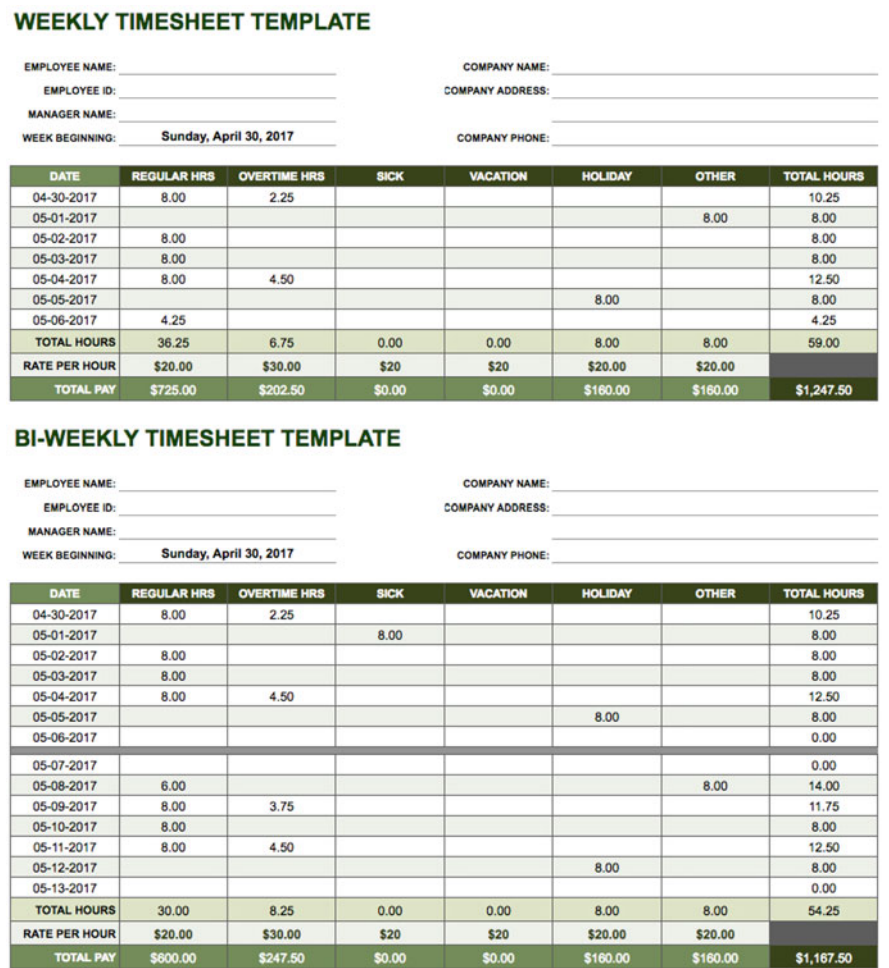 WEEKLY TIMESHEET TEMPLATE
EMPLOYEE NAME: COMPANY NAME:
EMPLOYEE ID: COMPANY ADDRESS:
MANAGER NAME:
WEEK BEGINNING: Sunday, April 30, 2017 COMPANY PHONE:
DATE REGULAR HRS OVERTIME HRS SICK VACATION HOLIDAY OTHER TOTAL HOURS
04-30-2017 8.00 2.25 10.25
05-01-2017 8.00 8.00
05-02-2017 8.00 8.00
05-03-2017 8.00 8.00
05-04-2017 8.00 4.50 12.50
05-05-2017 8.00 8.00
05-06-2017 4.25 4.25
TOTAL HOURS 36.25 6.75 0.00 0.00 8.00 8.00 59.00
RATE PER HOUR $20.00 $30.00 $20 $20 $20.00 $20.00
TOTAL PAY $725.00 $202.50 $0.00 $0.00 $160.00 $160.00 $1,247.50
BI-WEEKLY TIMESHEET TEMPLATE
EMPLOYEE NAME: COMPANY NAME:
EMPLOYEE ID: COMPANY ADDRESS:
MANAGER NAME:
WEEK BEGINNING: Sunday, April 30, 2017 COMPANY PHONE:
DATE REGULAR HRS OVERTIME HRS SICK VACATION HOLIDAY OTHER TOTAL HOURS
04-30-2017 8.00 2.25 10.25
05-01-2017 8.00 8.00
05-02-2017 8.00 8.00
05-03-2017 8.00 8.00
05-04-2017 8.00 4.50 12.50
05-05-2017 8.00 8.00
05-06-2017 0.00
05-07-2017 0.00
05-08-2017 6.00 8.00 14.00
05-09-2017 8.00 3.75 11.75
05-10-2017 8.00 8.00
05-11-2017 8.00 4.50 12.50
05-12-2017 8.00 8.00
05-13-2017 0.00
TOTAL HOURS 30.00 8.25 0.00 0.00 8.00 8.00 54.25
RATE PER HOUR $20.00 $30.00 $20 $20 $20.00 $20.00
TOTAL PAY $600.00 $247.50 $0.00 $0.00 $160.00 $160.00 $1,167.50